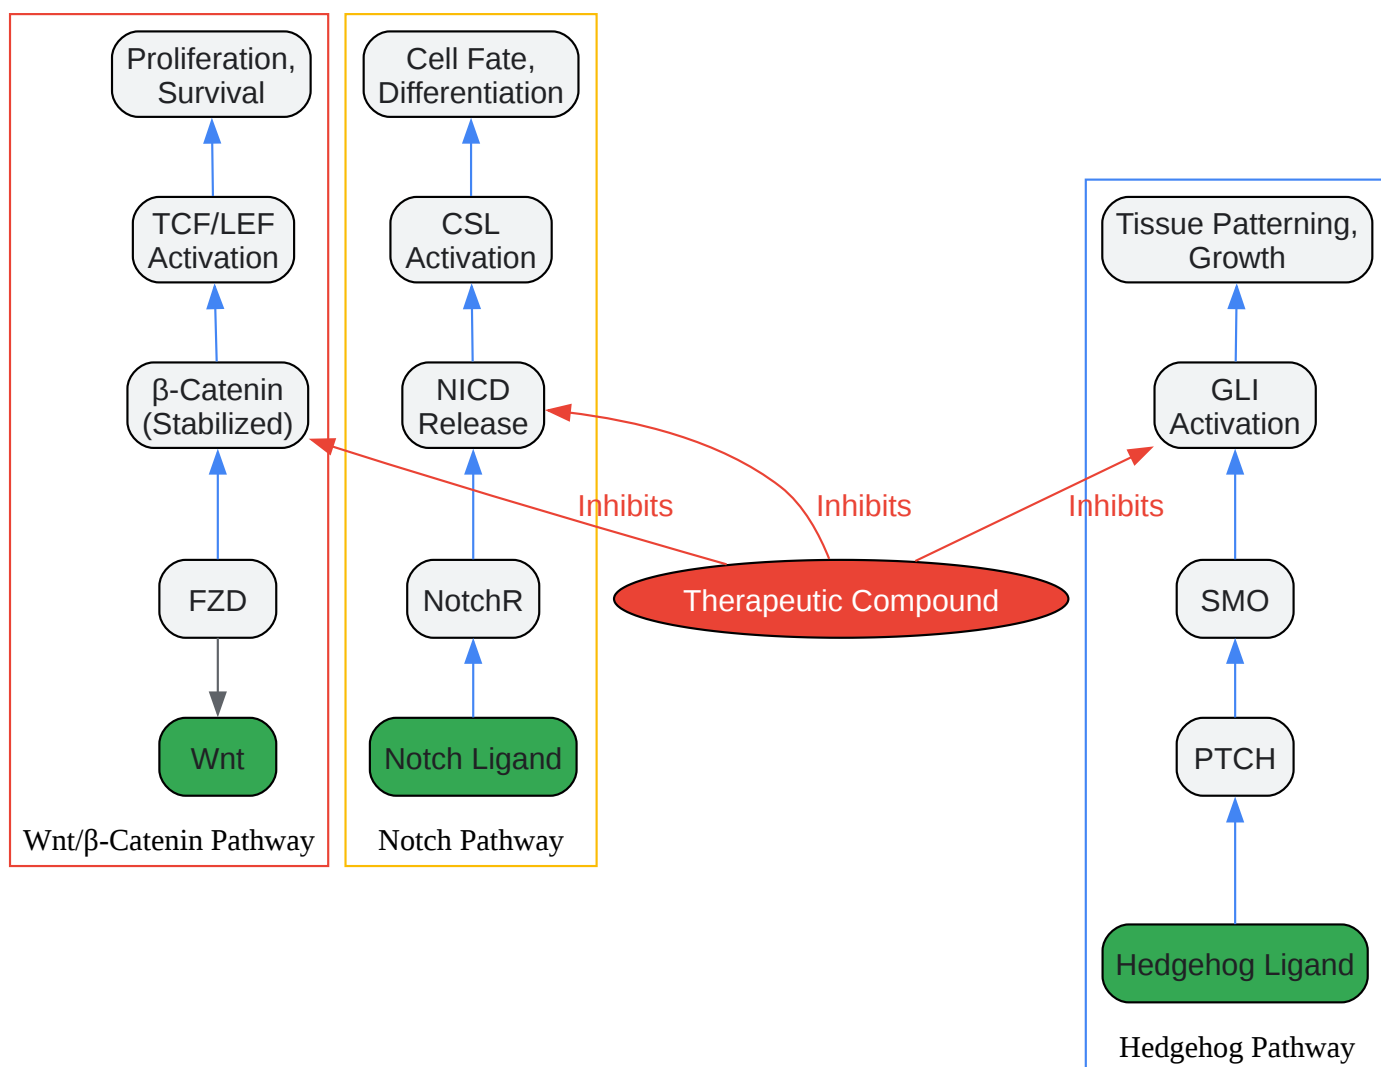 Proliferation,
Survival
TCF/LEF
Activation
β-Catenin
(Stabilized)
FZD
Wnt
Wnt/β-Catenin Pathway
Cell Fate,
Differentiation
CSL
Activation
NICD
Release
NotchR
Notch Ligand
Notch Pathway
Inhibits
Inhibits
Inhibits
Therapeutic Compound
Tissue Patterning,
Growth
GLI
Activation
SMO
PTCH
Hedgehog Ligand
Hedgehog Pathway